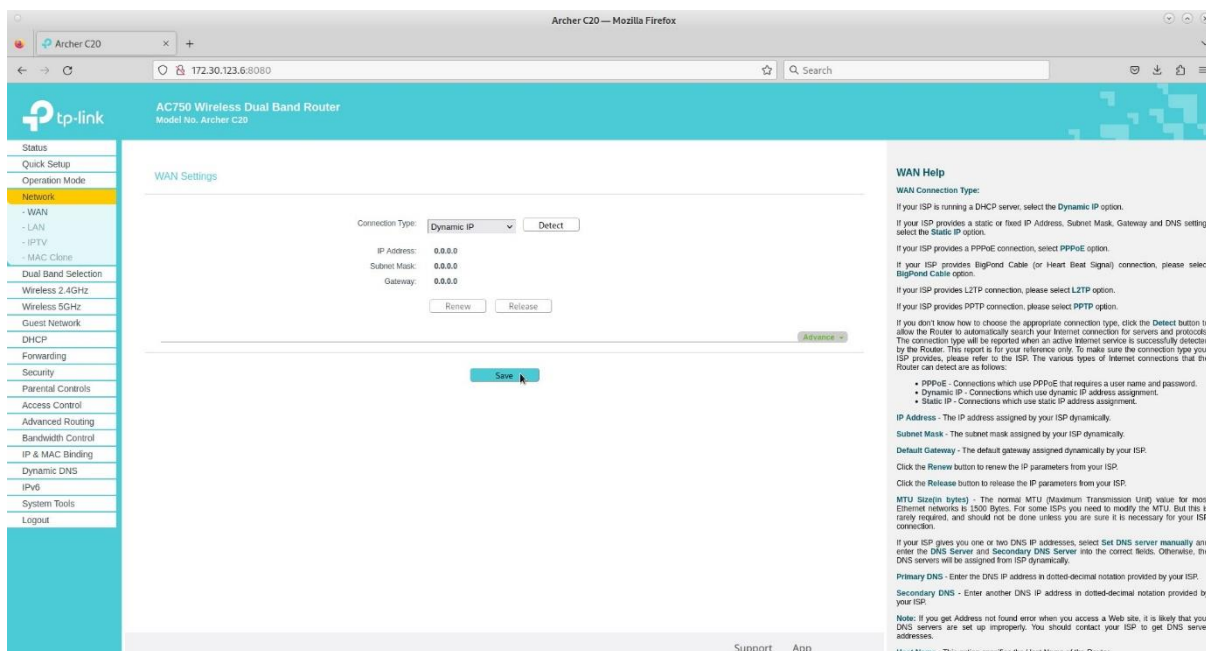 Archer C20 — Mozilla Firefox
Archer C20
172.30.123.6:8080
Search
tp-link
AC750 Wireless Dual Band Router
Model No. Archer C20
Status
Quick Setup
Operation Mode
Network
- WAN
- LAN
- IPTV
- MAC Clone
Dual Band Selection
Wireless 2.4GHz
Wireless 5GHz
Guest Network
DHCP
Forwarding
Security
Parental Controls
Access Control
Advanced Routing
Bandwidth Control
IP & MAC Binding
Dynamic DNS
IPv6
System Tools
Logout
WAN Settings
Connection Type: Dynamic IP Detect
IP Address: 0.0.0.0
Subnet Mask: 0.0.0.0
Gateway: 0.0.0.0
Renew Release
Advance
Save
Support App
WAN Help
WAN Connection Type:
If your ISP is running a DHCP server, select the Dynamic IP option.
If your ISP provides a static or fixed IP Address, Subnet Mask, Gateway and DNS setting
select the Static IP option.
If your ISP provides a PPPoE connection, select PPPoE option.
If your ISP provides BigPond Cable (or Heart Beat Signal) connection, please selec
BigPond Cable option.
If your ISP provides L2TP connection, please select L2TP option.
If your ISP provides PPTP connection, please select PPTP option.
If you don't know how to choose the appropriate connection type, click the Detect button to
allow the Router to automatically search your Internet connection for servers and protocols
The connection type will be reported when an active Internet service is successfully detected
by the Router. This report is for your reference only. To make sure the connection type you
ISP provides, please refer to the ISP. The various types of Internet connections that the
Router can detect are as follows:
• PPPoE - Connections which use PPPoE that requires a user name and password.
• Dynamic IP - Connections which use dynamic IP address assignment.
• Static IP - Connections which use static IP address assignment.
IP Address - The IP address assigned by your ISP dynamically.
Subnet Mask - The subnet mask assigned by your ISP dynamically.
Default Gateway - The default gateway assigned dynamically by your ISP.
Click the Renew button to renew the IP parameters from your ISP.
Click the Release button to release the IP parameters from your ISP.
MTU Size(in bytes) - The normal MTU (Maximum Transmission Unit) value for mos
Ethernet networks is 1500 Bytes. For some ISPs you need to modify the MTU. But this is
rarely required, and should not be done unless you are sure it is necessary for your ISP
connection.
If your ISP gives you one or two DNS IP addresses, select Set DNS server manually and
enter the DNS Server and Secondary DNS Server into the correct fields. Otherwise, the
DNS servers will be assigned from ISP dynamically.
Primary DNS - Enter the DNS IP address in dotted-decimal notation provided by your ISP.
Secondary DNS - Enter another DNS IP address in dotted-decimal notation provided by
your ISP.
Note: If you get Address not found error when you access a Web site, it is likely that you
DNS servers are set up improperly. You should contact your ISP to get DNS serve
addresses.